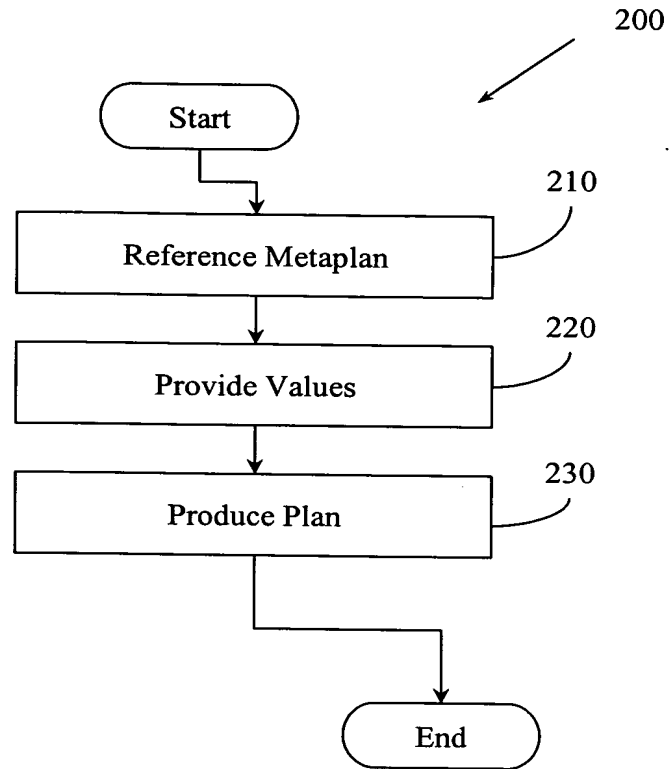 200
Start
210
Reference Metaplan
220
Provide Values
230
Produce Plan
End